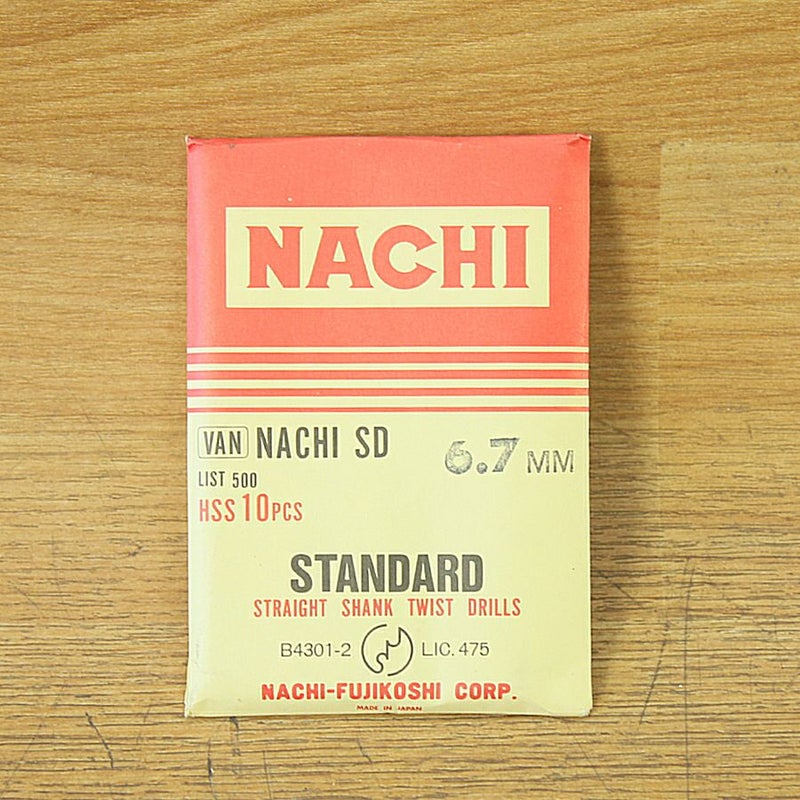 NACHI
VAN NACHI SD 6.7 MM
LIST 500
HSS 10PCS
STANDARD
STRAIGHT SHANK TWIST DRILLS
B4301-2 LIC. 475
NACHI-FUJIKOSHI CORP.
MADE IN JAPAN